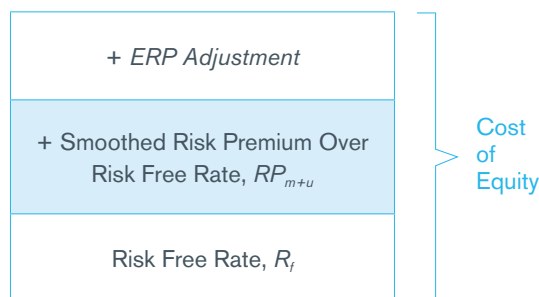 + ERP Adjustment
+ Smoothed Risk Premium Over
Risk Free Rate, RPm+u
Risk Free Rate, Rf
Cost
of
Equity